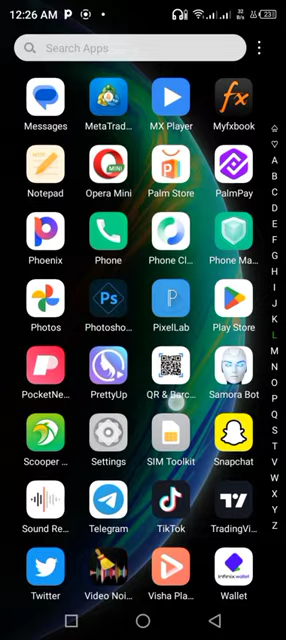 12:26 AM
Search Apps
Messages MetaTrad... MX Player Myfxbook
Notepad Opera Mini Palm Store PalmPay
Phoenix Phone Phone Cl... Phone Ma...
Photos Photosho... PixelLab Play Store
PocketNe... PrettyUp QR & Barc... Samora Bot
Scooper ... Settings SIM Toolkit Snapchat
Sound Re... Telegram TikTok TradingVi...
Twitter Video Noi... Visha Pla... Wallet
A
B
C
D
E
F
G
H
I
J
K
L
M
N
O
P
Q
R
S
T
U
V
W
X
Y
Z